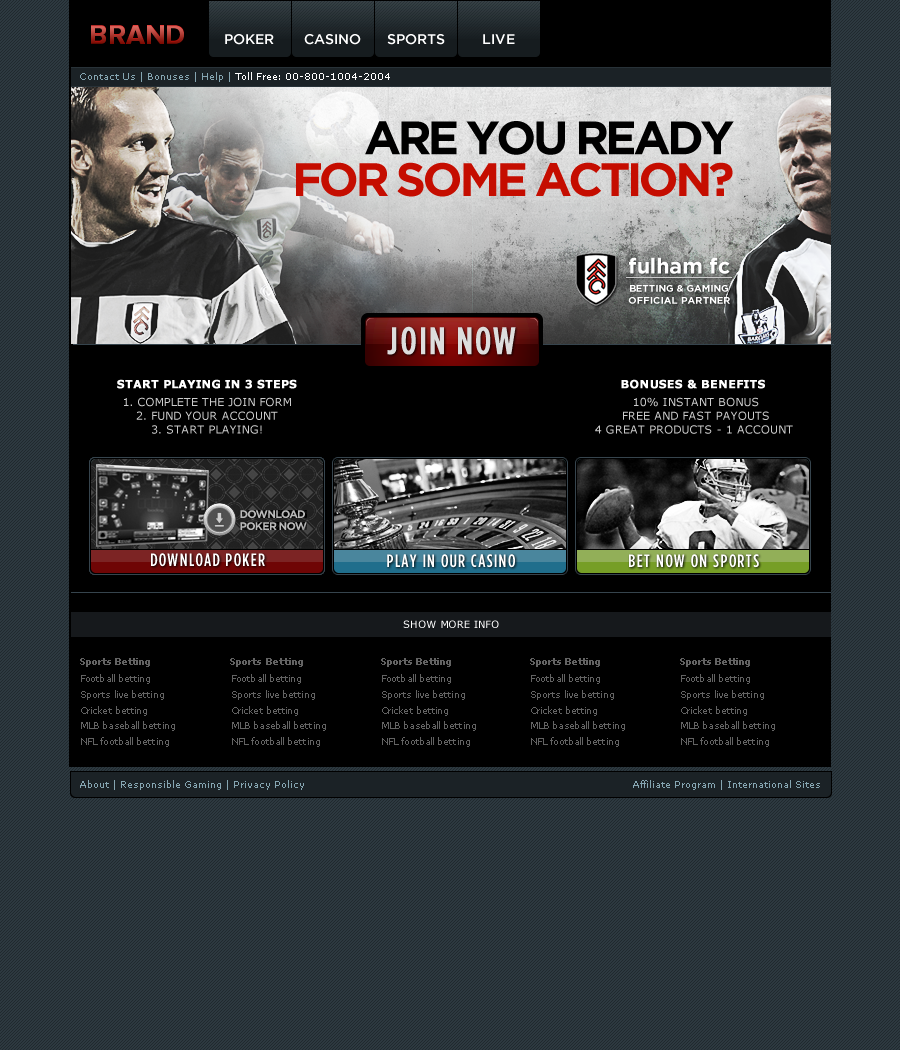 BRAND
POKER
CASINO
SPORTS
LIVE
Contact Us | Bonuses | Help | Toll Free: 00-800-1004-2004
ARE YOU READY
FOR SOME ACTION?
fulham fc
BETTING & GAMING
OFFICIAL PARTNER
JOIN NOW
START PLAYING IN 3 STEPS
1. COMPLETE THE JOIN FORM
2. FUND YOUR ACCOUNT
3. START PLAYING!
BONUSES & BENEFITS
10% INSTANT BONUS
FREE AND FAST PAYOUTS
4 GREAT PRODUCTS - 1 ACCOUNT
DOWNLOAD
POKER NOW
DOWNLOAD POKER
PLAY IN OUR CASINO
BET NOW ON SPORTS
SHOW MORE INFO
Sports Betting
Football betting
Sports live betting
Cricket betting
MLB baseball betting
NFL football betting
Sports Betting
Football betting
Sports live betting
Cricket betting
MLB baseball betting
NFL football betting
Sports Betting
Football betting
Sports live betting
Cricket betting
MLB baseball betting
NFL football betting
Sports Betting
Football betting
Sports live betting
Cricket betting
MLB baseball betting
NFL football betting
Sports Betting
Football betting
Sports live betting
Cricket betting
MLB baseball betting
NFL football betting
About | Responsible Gaming | Privacy Policy
Affiliate Program | International Sites